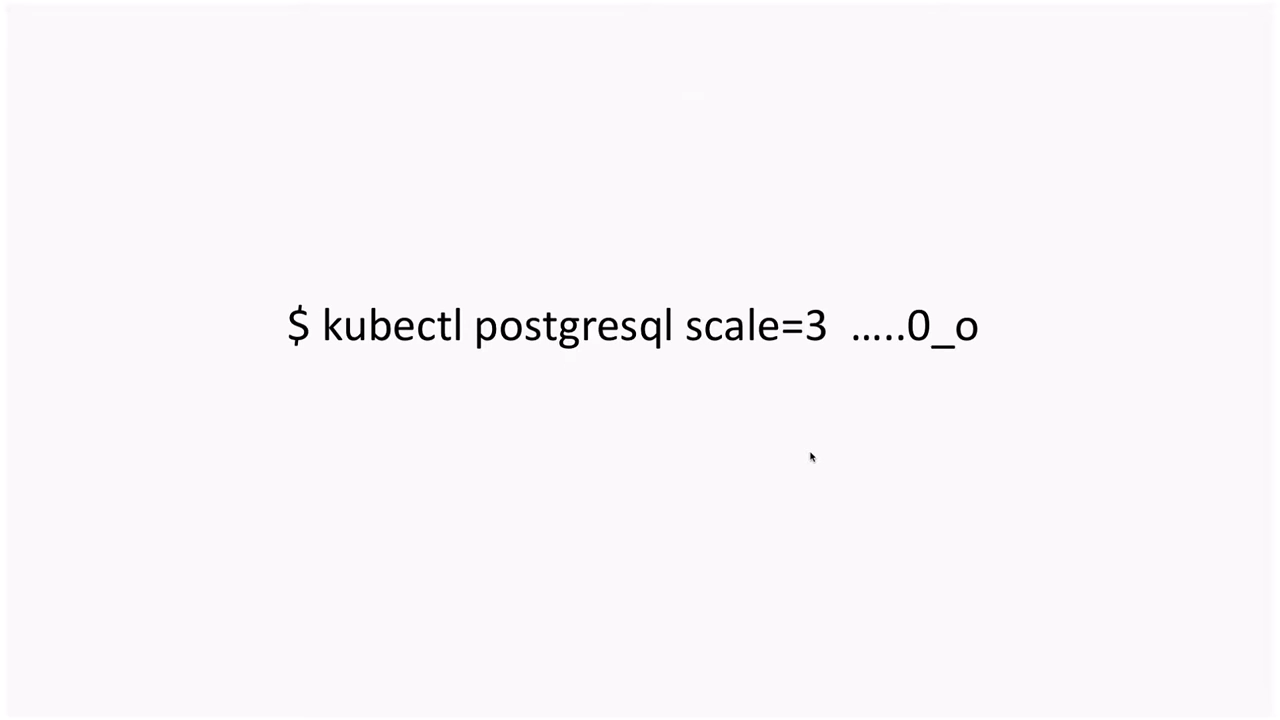 $ kubectl postgresql scale=3  …..0_o